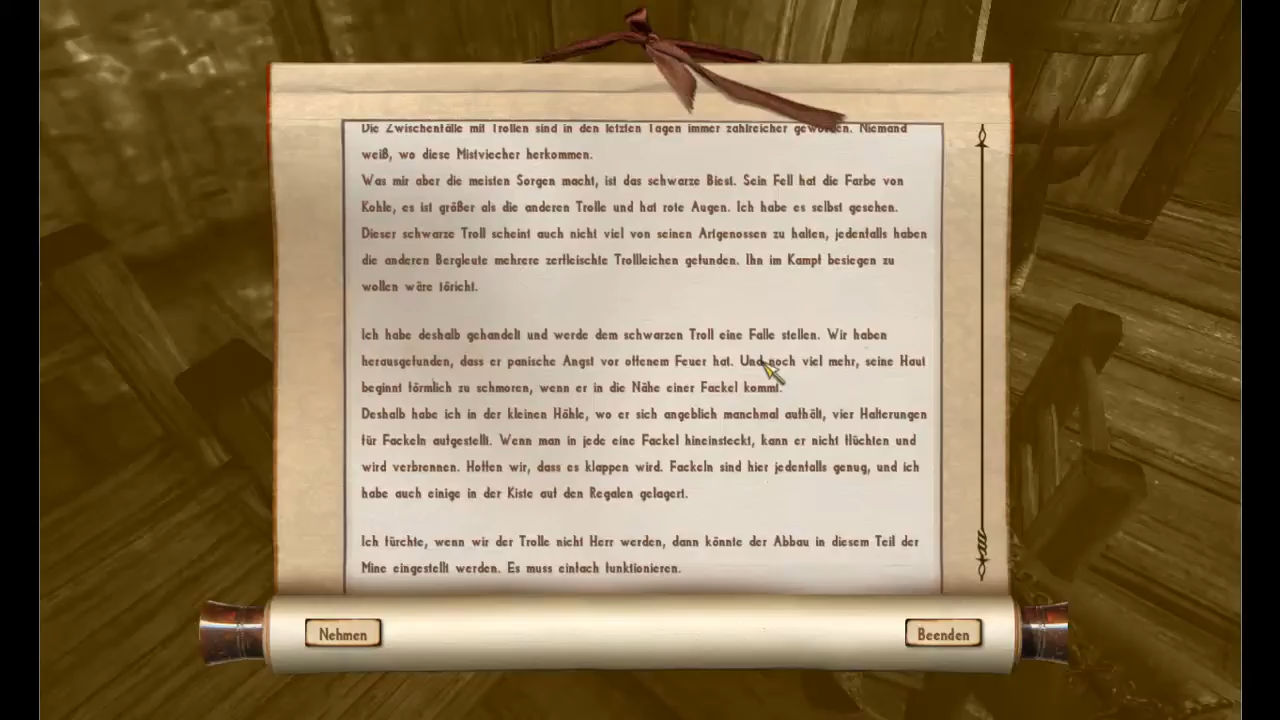 Die Zwischenfälle mit Trollen sind in den letzten Tagen immer zahlreicher geworden. Niemand
weiß, wo diese Mistviecher herkommen.
Was mir aber die meisten Sorgen macht, ist das schwarze Biest. Sein Fell hat die Farbe von
Kohle, es ist größer als die anderen Trolle und hat rote Augen. Ich habe es selbst gesehen.
Dieser schwarze Troll scheint auch nicht viel von seinen Artgenossen zu halten, jedenfalls haben
die anderen Bergleute mehrere zerfleischte Trollleichen gefunden. Ihn im Kampf besiegen zu
wollen wäre töricht.
Ich habe deshalb gehandelt und werde dem schwarzen Troll eine Falle stellen. Wir haben
herausgefunden, dass er panische Angst vor offenem Feuer hat. Und noch viel mehr, seine Haut
beginnt förmlich zu schmoren, wenn er in die Nähe einer Fackel kommt.
Deshalb habe ich in der kleinen Höhle, wo er sich angeblich manchmal aufhält, vier Halterungen
für Fackeln aufgestellt. Wenn man in jede eine Fackel hineinsteckt, kann er nicht flüchten und
wird verbrennen. Hoffen wir, dass es klappen wird. Fackeln sind hier jedenfalls genug, und ich
habe auch einige in der Kiste auf den Regalen gelagert.
Ich fürchte, wenn wir der Trolle nicht Herr werden, dann könnte der Abbau in diesem Teil der
Mine eingestellt werden. Es muss einfach funktionieren.
Nehmen
Beenden